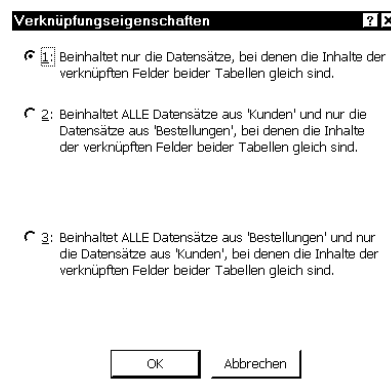 Verknüpfungseigenschaften
1: Beinhaltet nur die Datensätze, bei denen die Inhalte der
verknüpften Felder beider Tabellen gleich sind.
2: Beinhaltet ALLE Datensätze aus 'Kunden' und nur die
Datensätze aus 'Bestellungen', bei denen die Inhalte
der verknüpften Felder beider Tabellen gleich sind.
3: Beinhaltet ALLE Datensätze aus 'Bestellungen' und nur
die Datensätze aus 'Kunden', bei denen die Inhalte der
verknüpften Felder beider Tabellen gleich sind.
OK Abbrechen